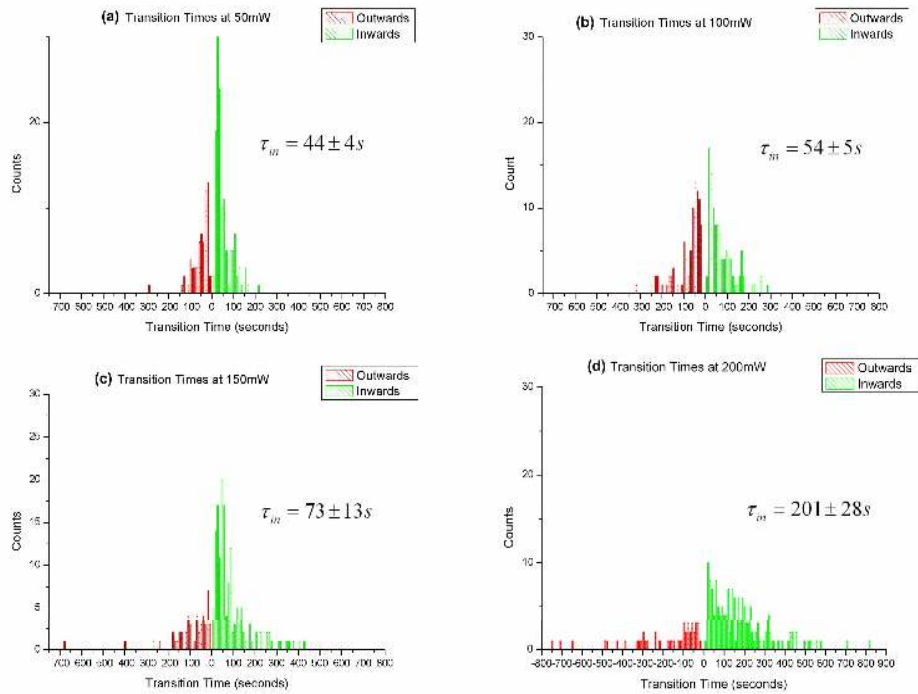 (a) Transition Times at 50mW
Outwards
Inwards
τin = 44±4s
Counts
20
10
0
700 600 500 400 300 200 100 0 100 200 300 400 500 600 700 800
Transition Time (seconds)
(b) Transition Times at 100mW
Outwards
Inwards
τin = 54±5s
Count
30
20
10
0
700 600 500 400 300 200 100 0 100 200 300 400 500 600 700 800
Transition Time (seconds)
(c) Transition Times at 150mW
Outwards
Inwards
τin = 73±13s
Counts
30
25
20
15
10
5
0
700 600 500 400 300 200 100 0 100 200 300 400 500 600 700 800
Transition Time (seconds)
(d) Transition Times at 200mW
Outwards
Inwards
τin = 201±28s
Counts
30
20
10
0
-800-700-600-500-400-300-200-100 0 100 200 300 400 500 600 700 800 900
Transition Time (seconds)